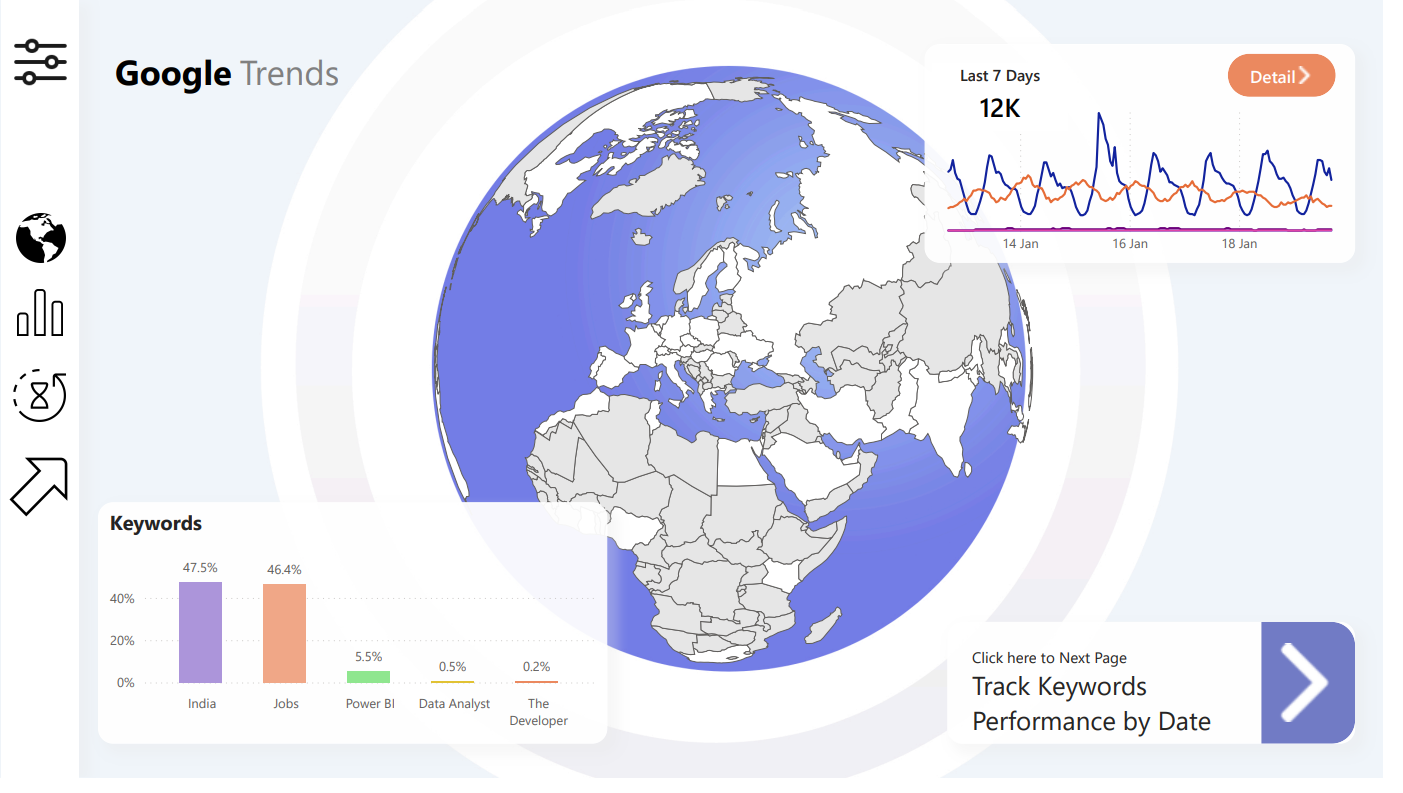 Google Trends
Last 7 Days
Detail
12K
14 Jan
16 Jan
18 Jan
Keywords
47.5%
46.4%
5.5%
0.5%
0.2%
40%
20%
0%
India
Jobs
Power BI
Data Analyst
The
Developer
Click here to Next Page
Track Keywords
Performance by Date